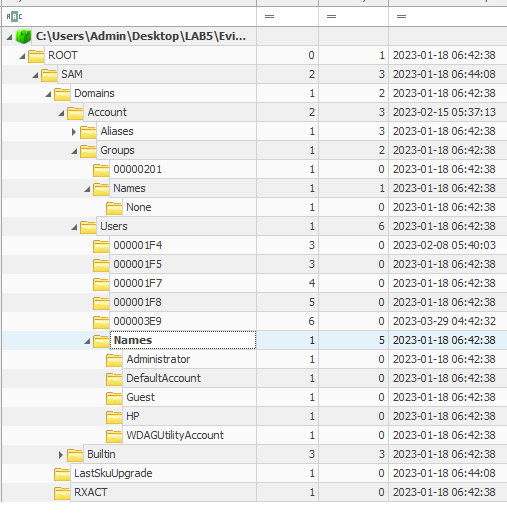 ABC = = =
C:\Users\Admin\Desktop\LAB5\Evi...
ROOT 0 1 2023-01-18 06:42:38
SAM 2 3 2023-01-18 06:44:08
Domains 1 2 2023-01-18 06:42:38
Account 2 3 2023-02-15 05:37:13
Aliases 1 3 2023-01-18 06:42:38
Groups 1 2 2023-01-18 06:42:38
00000201 1 0 2023-01-18 06:42:38
Names 1 1 2023-01-18 06:42:38
None 1 0 2023-01-18 06:42:38
Users 1 6 2023-01-18 06:42:38
000001F4 3 0 2023-02-08 05:40:03
000001F5 3 0 2023-01-18 06:42:38
000001F7 4 0 2023-01-18 06:42:38
000001F8 5 0 2023-01-18 06:42:38
000003E9 6 0 2023-03-29 04:42:32
Names 1 5 2023-01-18 06:42:38
Administrator 1 0 2023-01-18 06:42:38
DefaultAccount 1 0 2023-01-18 06:42:38
Guest 1 0 2023-01-18 06:42:38
HP 1 0 2023-01-18 06:42:38
WDAGUtilityAccount 1 0 2023-01-18 06:42:38
Builtin 3 3 2023-01-18 06:42:38
LastSkuUpgrade 1 0 2023-01-18 06:44:08
RXACT 1 0 2023-01-18 06:42:38